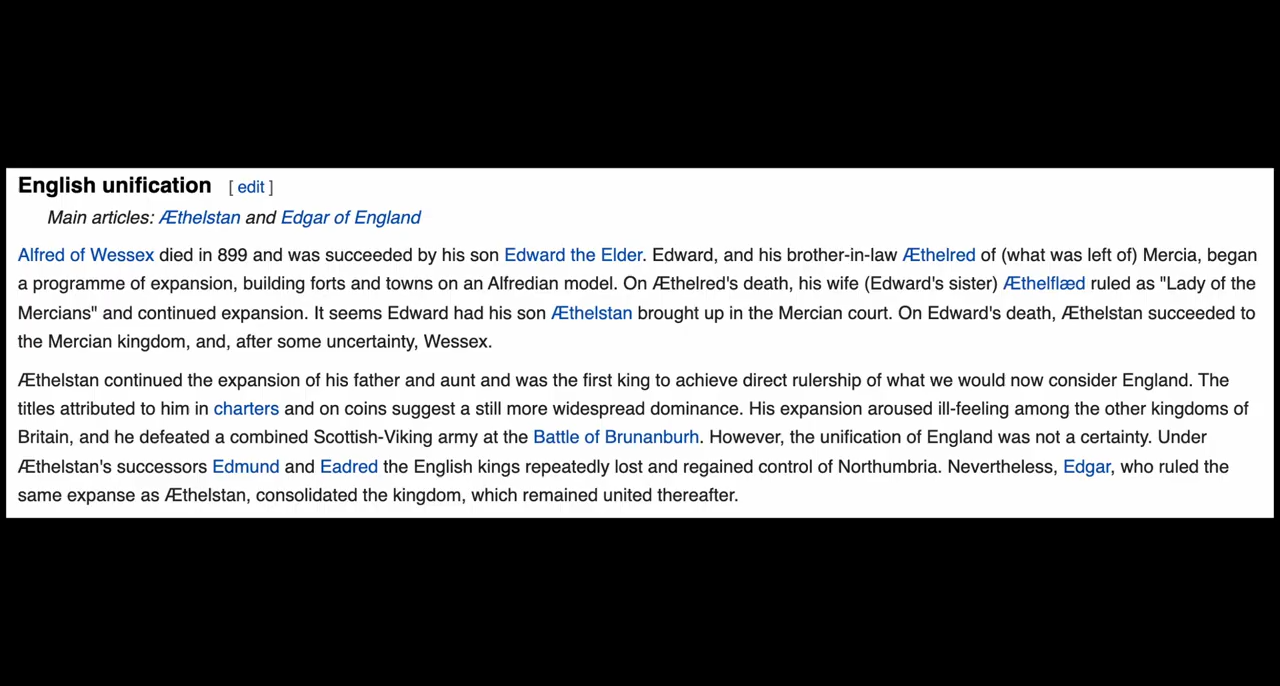 English unification [ edit ]
Main articles: Æthelstan and Edgar of England
Alfred of Wessex died in 899 and was succeeded by his son Edward the Elder. Edward, and his brother-in-law Æthelred of (what was left of) Mercia, began
a programme of expansion, building forts and towns on an Alfredian model. On Æthelred's death, his wife (Edward's sister) Æthelflæd ruled as "Lady of the
Mercians" and continued expansion. It seems Edward had his son Æthelstan brought up in the Mercian court. On Edward's death, Æthelstan succeeded to
the Mercian kingdom, and, after some uncertainty, Wessex.
Æthelstan continued the expansion of his father and aunt and was the first king to achieve direct rulership of what we would now consider England. The
titles attributed to him in charters and on coins suggest a still more widespread dominance. His expansion aroused ill-feeling among the other kingdoms of
Britain, and he defeated a combined Scottish-Viking army at the Battle of Brunanburh. However, the unification of England was not a certainty. Under
Æthelstan's successors Edmund and Eadred the English kings repeatedly lost and regained control of Northumbria. Nevertheless, Edgar, who ruled the
same expanse as Æthelstan, consolidated the kingdom, which remained united thereafter.